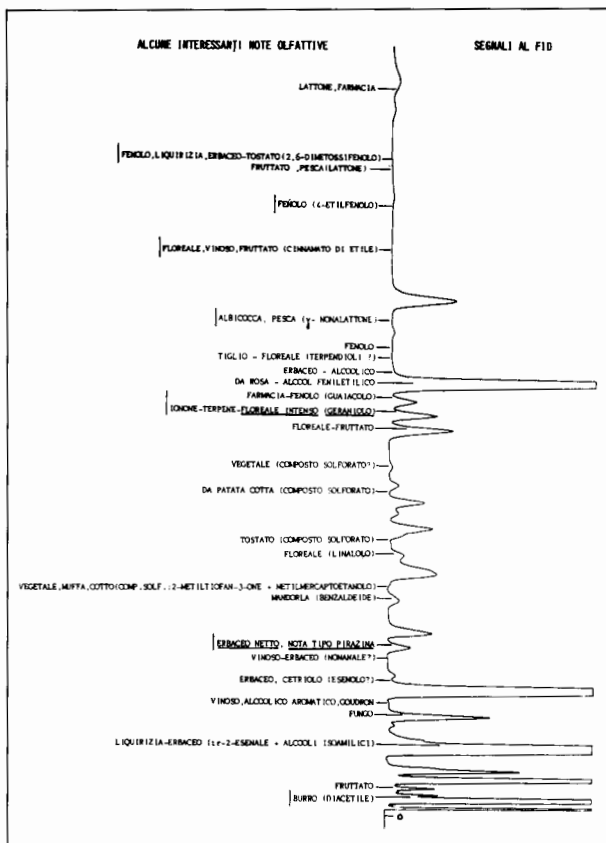 ALCUNE INTERESSANTI NOTE OLFATTIVE
SEGNALI AL FID
LATTONE,FARMACIA
FENOLO,LIQUIRIZIA,ERBACEO-TOSTATO(2,6-DIMETOSSIFENOLO)
FRUTTATO ,PESCA(LATTONE)
FENOLO (4-ETILFENOLO)
FLOREALE,VINOSO,FRUTTATO (CINNAMATO DI ETILE)
ALBICOCCA, PESCA (γ- NONALATTONE)
FENOLO
TIGLIO - FLOREALE (TERPENDIOLI ?)
ERBACEO - ALCOOLICO
DA ROSA - ALCOOL FENILETILICO
FARMACIA-FENOLO (GUAIACOLO)
IONONE-TERPENE-FLOREALE INTENSO (GERANIOLO)
FLOREALE-FRUTTATO
VEGETALE (COMPOSTO SOLFORATO?)
DA PATATA COTTA (COMPOSTO SOLFORATO)
TOSTATO (COMPOSTO SOLFORATO)
FLOREALE (LINALOLO)
VEGETALE,MUFFA,COTTO(COMP.SOLF.:2-METILTIOFAN-3-ONE + METILMERCAPTOETANOLO)
MANDORLA (BENZALDEIDE)
ERBACEO NETTO, NOTA TIPO PIRAZINA
VINOSO-ERBACEO (NONANALE?)
ERBACEO, CETRIOLO (ESENOLO?)
VINOSO,ALCOOLICO AROMATICO,GOUDRON
FUNGO
LIQUIRIZIA-ERBACEO (tr-2-ESENALE + ALCOOLI ISOAMILICI)
FRUTTATO
BURRO (DIACETILE)
0